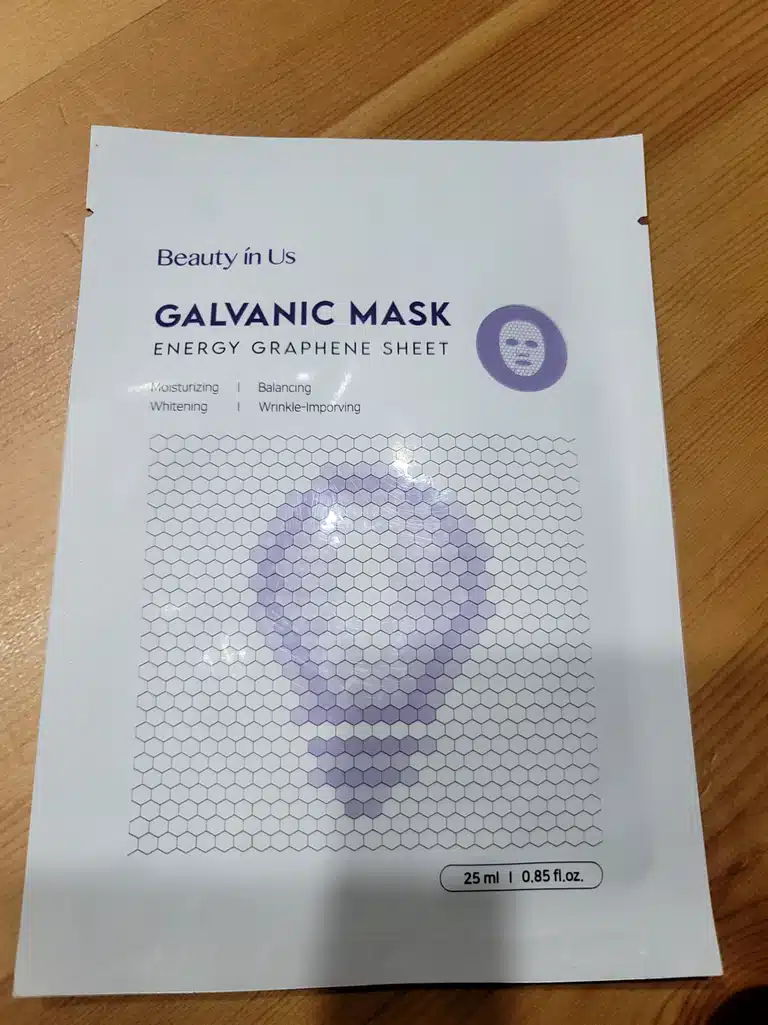 Beauty in Us
GALVANIC MASK
ENERGY GRAPHENE SHEET
Moisturizing | Balancing
Whitening | Wrinkle-Imporving
25 ml | 0.85 fl.oz.